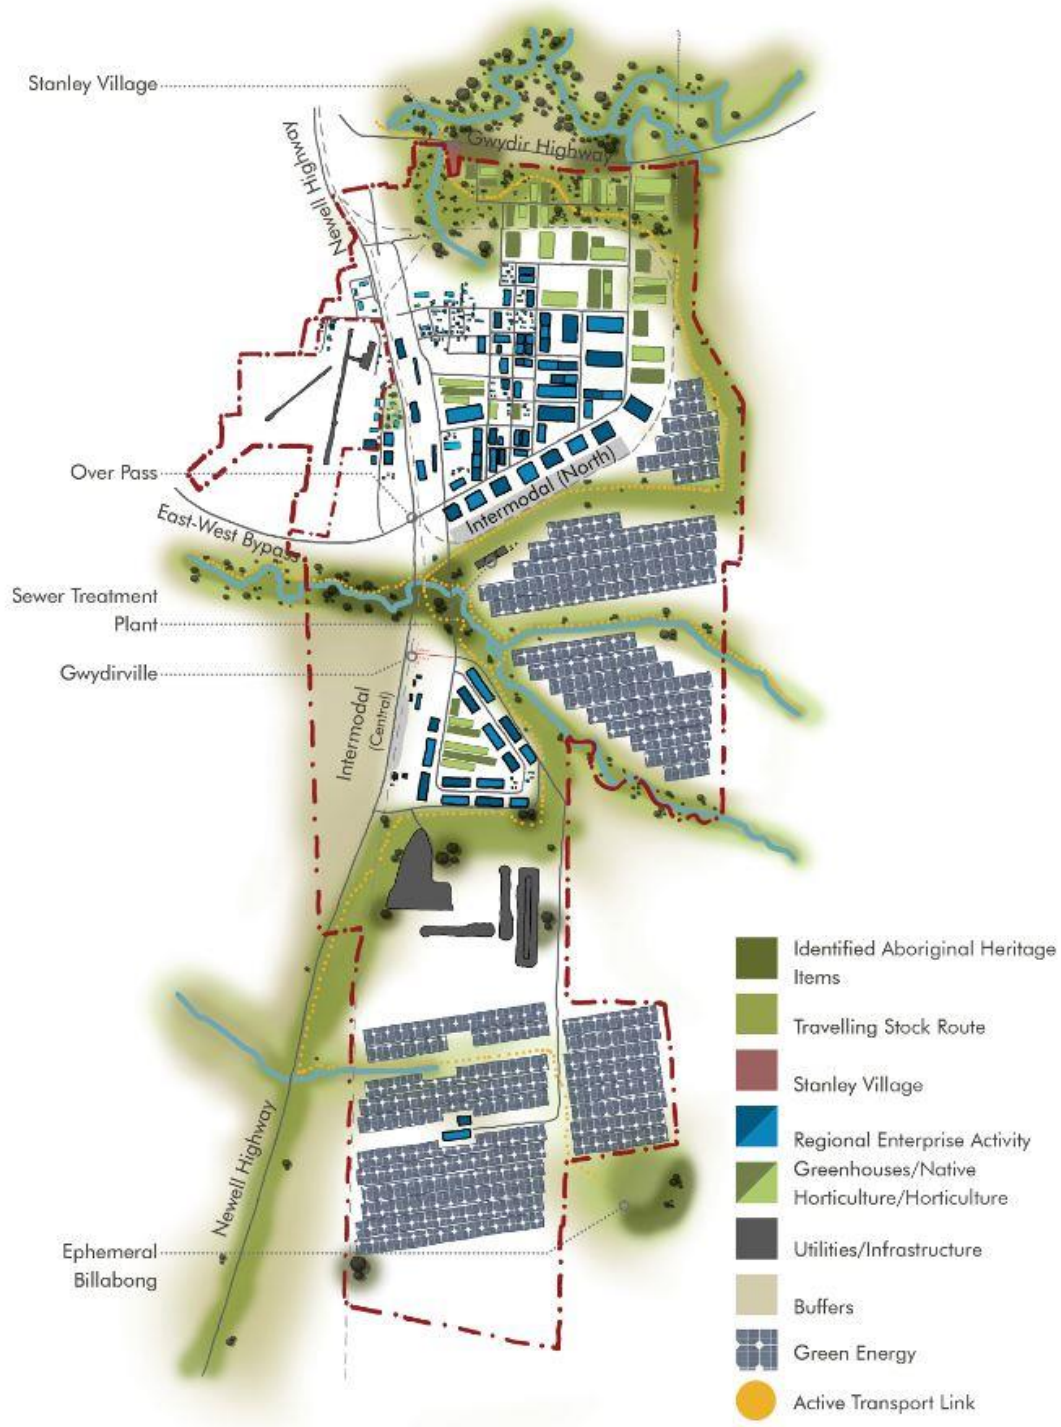 Stanley Village
Gwydir Highway
Newell Highway
Over Pass
Intermodal (North)
East-West Bypass
Sewer Treatment
Plant
Gwydirville
Intermodal
(Central)
Newell Highway
Ephemeral
Billabong
Identified Aboriginal Heritage
Items
Travelling Stock Route
Stanley Village
Regional Enterprise Activity
Greenhouses/Native
Horticulture/Horticulture
Utilities/Infrastructure
Buffers
Green Energy
Active Transport Link